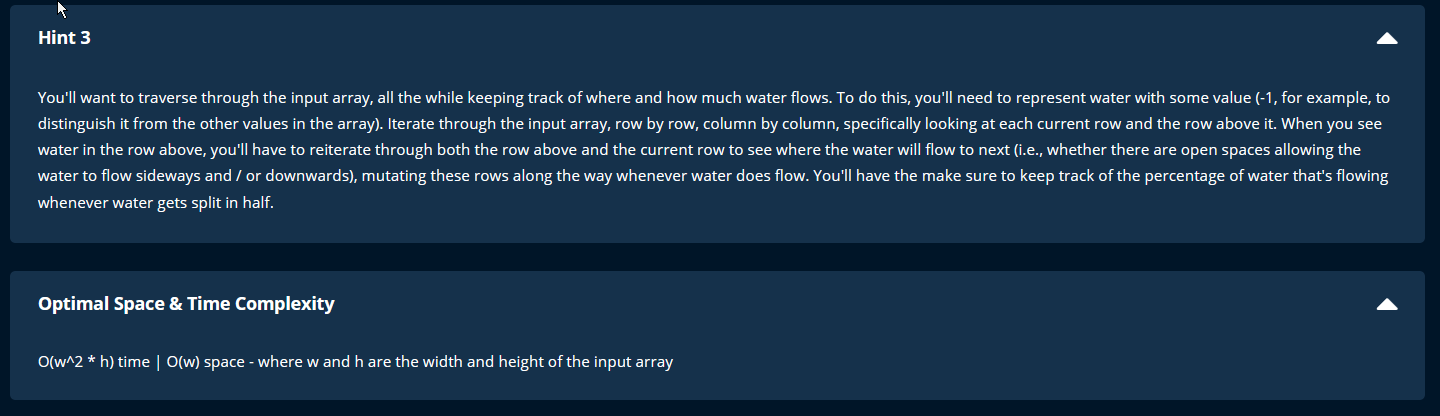 Hint 3
You'll want to traverse through the input array, all the while keeping track of where and how much water flows. To do this, you'll need to represent water with some value (-1, for example, to
distinguish it from the other values in the array). Iterate through the input array, row by row, column by column, specifically looking at each current row and the row above it. When you see
water in the row above, you'll have to reiterate through both the row above and the current row to see where the water will flow to next (i.e., whether there are open spaces allowing the
water to flow sideways and / or downwards), mutating these rows along the way whenever water does flow. You'll have the make sure to keep track of the percentage of water that's flowing
whenever water gets split in half.
Optimal Space & Time Complexity
O(w^2 * h) time | O(w) space - where w and h are the width and height of the input array